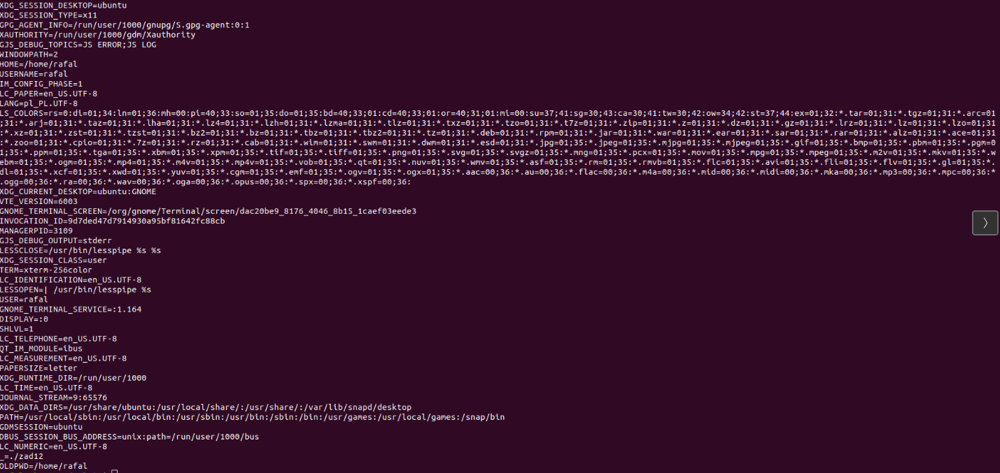 XDG_SESSION_DESKTOP=ubuntu
XDG_SESSION_TYPE=x11
GPG_AGENT_INFO=/run/user/1000/gnupg/S.gpg-agent:0:1
XAUTHORITY=/run/user/1000/gdm/Xauthority
GJS_DEBUG_TOPICS=JS ERROR;JS LOG
WINDOWPATH=2
HOME=/home/rafal
USERNAME=rafal
IM_CONFIG_PHASE=1
LC_PAPER=en_US.UTF-8
LANG=pl_PL.UTF-8
LS_COLORS=rs=0:di=01;34:ln=01;36:mh=00:pi=40;33:so=01;35:do=01;35:bd=40;33;01:cd=40;33;01:or=40;31;01:mi=00:su=37;41:sg=30;43:ca=30;41:tw=30;42:ow=34;42:st=37;44:ex=01;32:*.tar=01;31:*.tgz=01;31:*.arc=01
;31:*.arj=01;31:*.taz=01;31:*.lha=01;31:*.lz4=01;31:*.lzh=01;31:*.lzma=01;31:*.tlz=01;31:*.txz=01;31:*.tzo=01;31:*.t7z=01;31:*.zip=01;31:*.z=01;31:*.dz=01;31:*.gz=01;31:*.lrz=01;31:*.lz=01;31:*.lzo=01;31
:*.xz=01;31:*.zst=01;31:*.tzst=01;31:*.bz2=01;31:*.bz=01;31:*.tbz=01;31:*.tbz2=01;31:*.tz=01;31:*.deb=01;31:*.rpm=01;31:*.jar=01;31:*.war=01;31:*.ear=01;31:*.sar=01;31:*.rar=01;31:*.alz=01;31:*.ace=01;31
:*.zoo=01;31:*.cpio=01;31:*.7z=01;31:*.rz=01;31:*.cab=01;31:*.wim=01;31:*.swm=01;31:*.dwm=01;31:*.esd=01;31:*.jpg=01;35:*.jpeg=01;35:*.mjpg=01;35:*.mjpeg=01;35:*.gif=01;35:*.bmp=01;35:*.pbm=01;35:*.pgm=0
1;35:*.ppm=01;35:*.tga=01;35:*.xbm=01;35:*.xpm=01;35:*.tif=01;35:*.tiff=01;35:*.png=01;35:*.svg=01;35:*.svgz=01;35:*.mng=01;35:*.pcx=01;35:*.mov=01;35:*.mpg=01;35:*.mpeg=01;35:*.m2v=01;35:*.mkv=01;35:*.w
ebm=01;35:*.ogm=01;35:*.mp4=01;35:*.m4v=01;35:*.mp4v=01;35:*.vob=01;35:*.qt=01;35:*.nuv=01;35:*.wmv=01;35:*.asf=01;35:*.rm=01;35:*.rmvb=01;35:*.flc=01;35:*.avi=01;35:*.fli=01;35:*.flv=01;35:*.gl=01;35:*.
dl=01;35:*.xcf=01;35:*.xwd=01;35:*.yuv=01;35:*.cgm=01;35:*.emf=01;35:*.ogv=01;35:*.ogx=01;35:*.aac=00;36:*.au=00;36:*.flac=00;36:*.m4a=00;36:*.mid=00;36:*.midi=00;36:*.mka=00;36:*.mp3=00;36:*.mpc=00;36:*
.ogg=00;36:*.ra=00;36:*.wav=00;36:*.oga=00;36:*.opus=00;36:*.spx=00;36:*.xspf=00;36:
XDG_CURRENT_DESKTOP=ubuntu:GNOME
VTE_VERSION=6003
GNOME_TERMINAL_SCREEN=/org/gnome/Terminal/screen/dac20be9_8176_4046_8b15_1caef03eede3
INVOCATION_ID=9d7ded47d7914930a95bf81642fc88cb
MANAGERPID=3109
GJS_DEBUG_OUTPUT=stderr
LESSCLOSE=/usr/bin/lesspipe %s %s
XDG_SESSION_CLASS=user
TERM=xterm-256color
LC_IDENTIFICATION=en_US.UTF-8
LESSOPEN=| /usr/bin/lesspipe %s
USER=rafal
GNOME_TERMINAL_SERVICE=:1.164
DISPLAY=:0
SHLVL=1
LC_TELEPHONE=en_US.UTF-8
QT_IM_MODULE=ibus
LC_MEASUREMENT=en_US.UTF-8
PAPERSIZE=letter
XDG_RUNTIME_DIR=/run/user/1000
LC_TIME=en_US.UTF-8
JOURNAL_STREAM=9:65576
XDG_DATA_DIRS=/usr/share/ubuntu:/usr/local/share/:/usr/share/:/var/lib/snapd/desktop
PATH=/usr/local/sbin:/usr/local/bin:/usr/sbin:/usr/bin:/sbin:/bin:/usr/games:/usr/local/games:/snap/bin
GDMSESSION=ubuntu
DBUS_SESSION_BUS_ADDRESS=unix:path=/run/user/1000/bus
LC_NUMERIC=en_US.UTF-8
_=./zad12
OLDPWD=/home/rafal